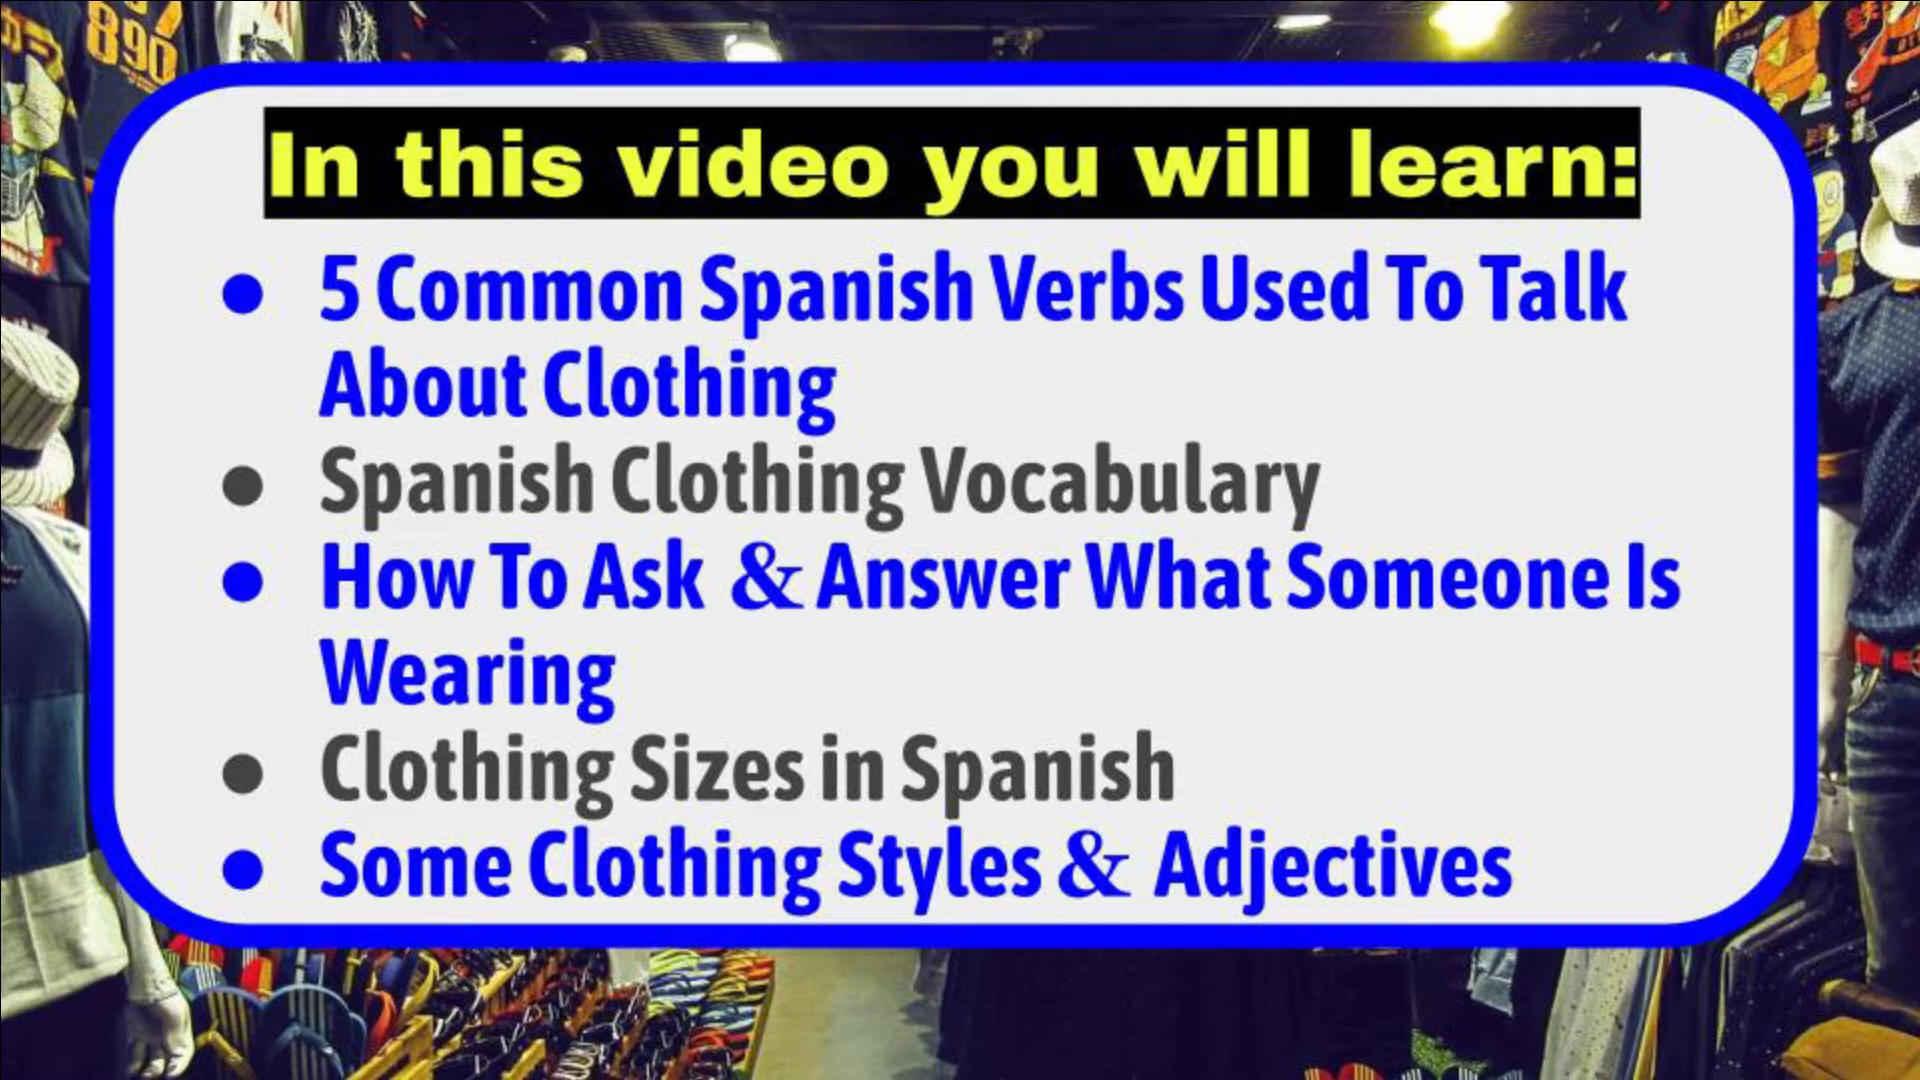 890
In this video you will learn:
● 5 Common Spanish Verbs Used To Talk
About Clothing
● Spanish Clothing Vocabulary
● How To Ask & Answer What Someone Is
Wearing
● Clothing Sizes in Spanish
● Some Clothing Styles & Adjectives